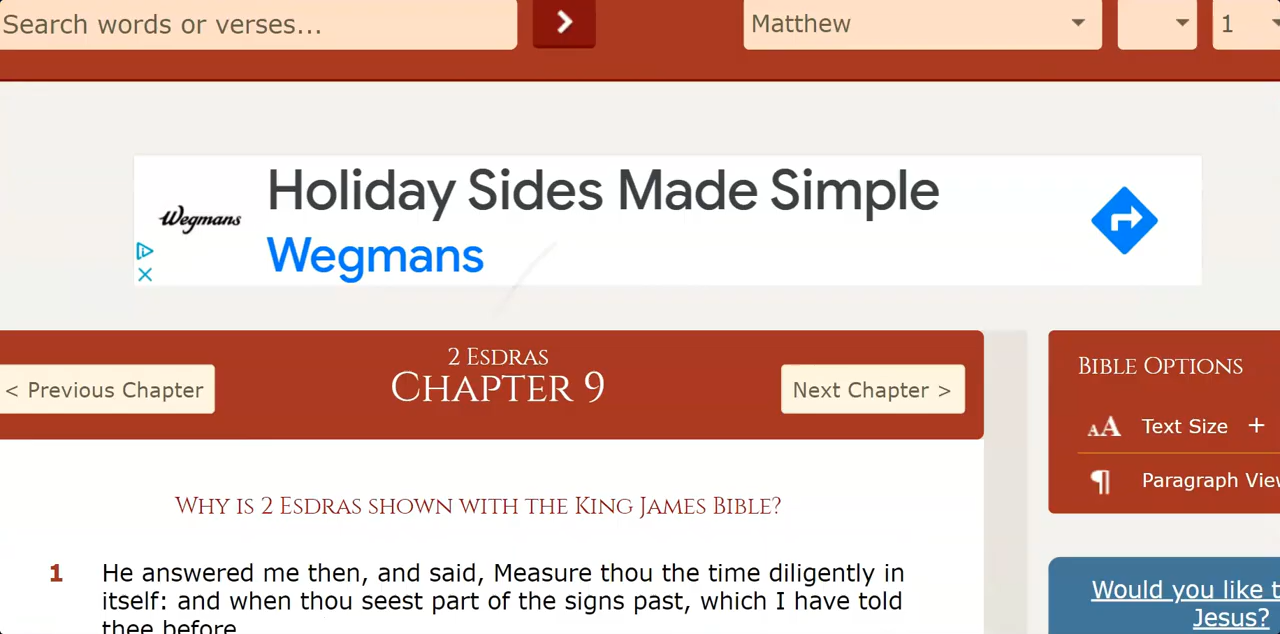 Search words or verses...
Matthew
1
Holiday Sides Made Simple
Wegmans
Wegmans
2 Esdras
Chapter 9
< Previous Chapter
Next Chapter >
Bible Options
AA Text Size +
¶ Paragraph View
Why is 2 Esdras shown with the King James Bible?
1 He answered me then, and said, Measure thou the time diligently in
itself: and when thou seest part of the signs past, which I have told
thee before,
Would you like t
Jesus?